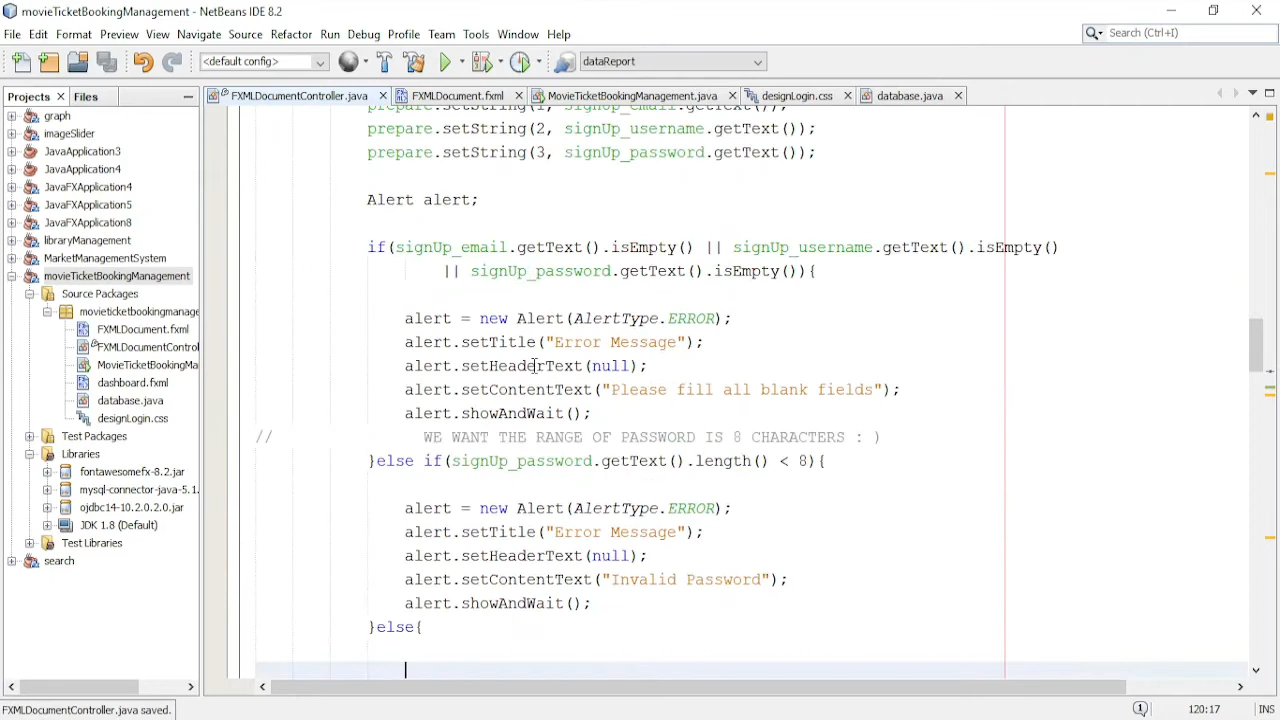 movieTicketBookingManagement - NetBeans IDE 8.2
File Edit Format Preview View Navigate Source Refactor Run Debug Profile Team Tools Window Help
Search (Ctrl+I)
<default config>
dataReport
Projects Files
FXMLDocumentController.java FXMLDocument.fxml MovieTicketBookingManagement.java designLogin.css database.java
graph
imageSlider
JavaApplication3
JavaApplication4
JavaFXApplication4
JavaFXApplication5
JavaFXApplication8
libraryManagement
MarketManagementSystem
movieTicketBookingManagement
Source Packages
movieticketbookingmanage
FXMLDocument.fxml
FXMLDocumentContro
MovieTicketBookingMa
dashboard.fxml
database.java
designLogin.css
Test Packages
Libraries
fontawesomefx-8.2.jar
mysql-connector-java-5.1.
ojdbc14-10.2.0.2.0.jar
JDK 1.8 (Default)
Test Libraries
search
prepare.setString(1, signUp_email.getText());
prepare.setString(2, signUp_username.getText());
prepare.setString(3, signUp_password.getText());
Alert alert;
if(signUp_email.getText().isEmpty() || signUp_username.getText().isEmpty()
|| signUp_password.getText().isEmpty()){
alert = new Alert(AlertType.ERROR);
alert.setTitle("Error Message");
alert.setHeaderText(null);
alert.setContentText("Please fill all blank fields");
alert.showAndWait();
// WE WANT THE RANGE OF PASSWORD IS 8 CHARACTERS : )
}else if(signUp_password.getText().length() < 8){
alert = new Alert(AlertType.ERROR);
alert.setTitle("Error Message");
alert.setHeaderText(null);
alert.setContentText("Invalid Password");
alert.showAndWait();
}else{
FXMLDocumentController.java saved.
120:17 INS